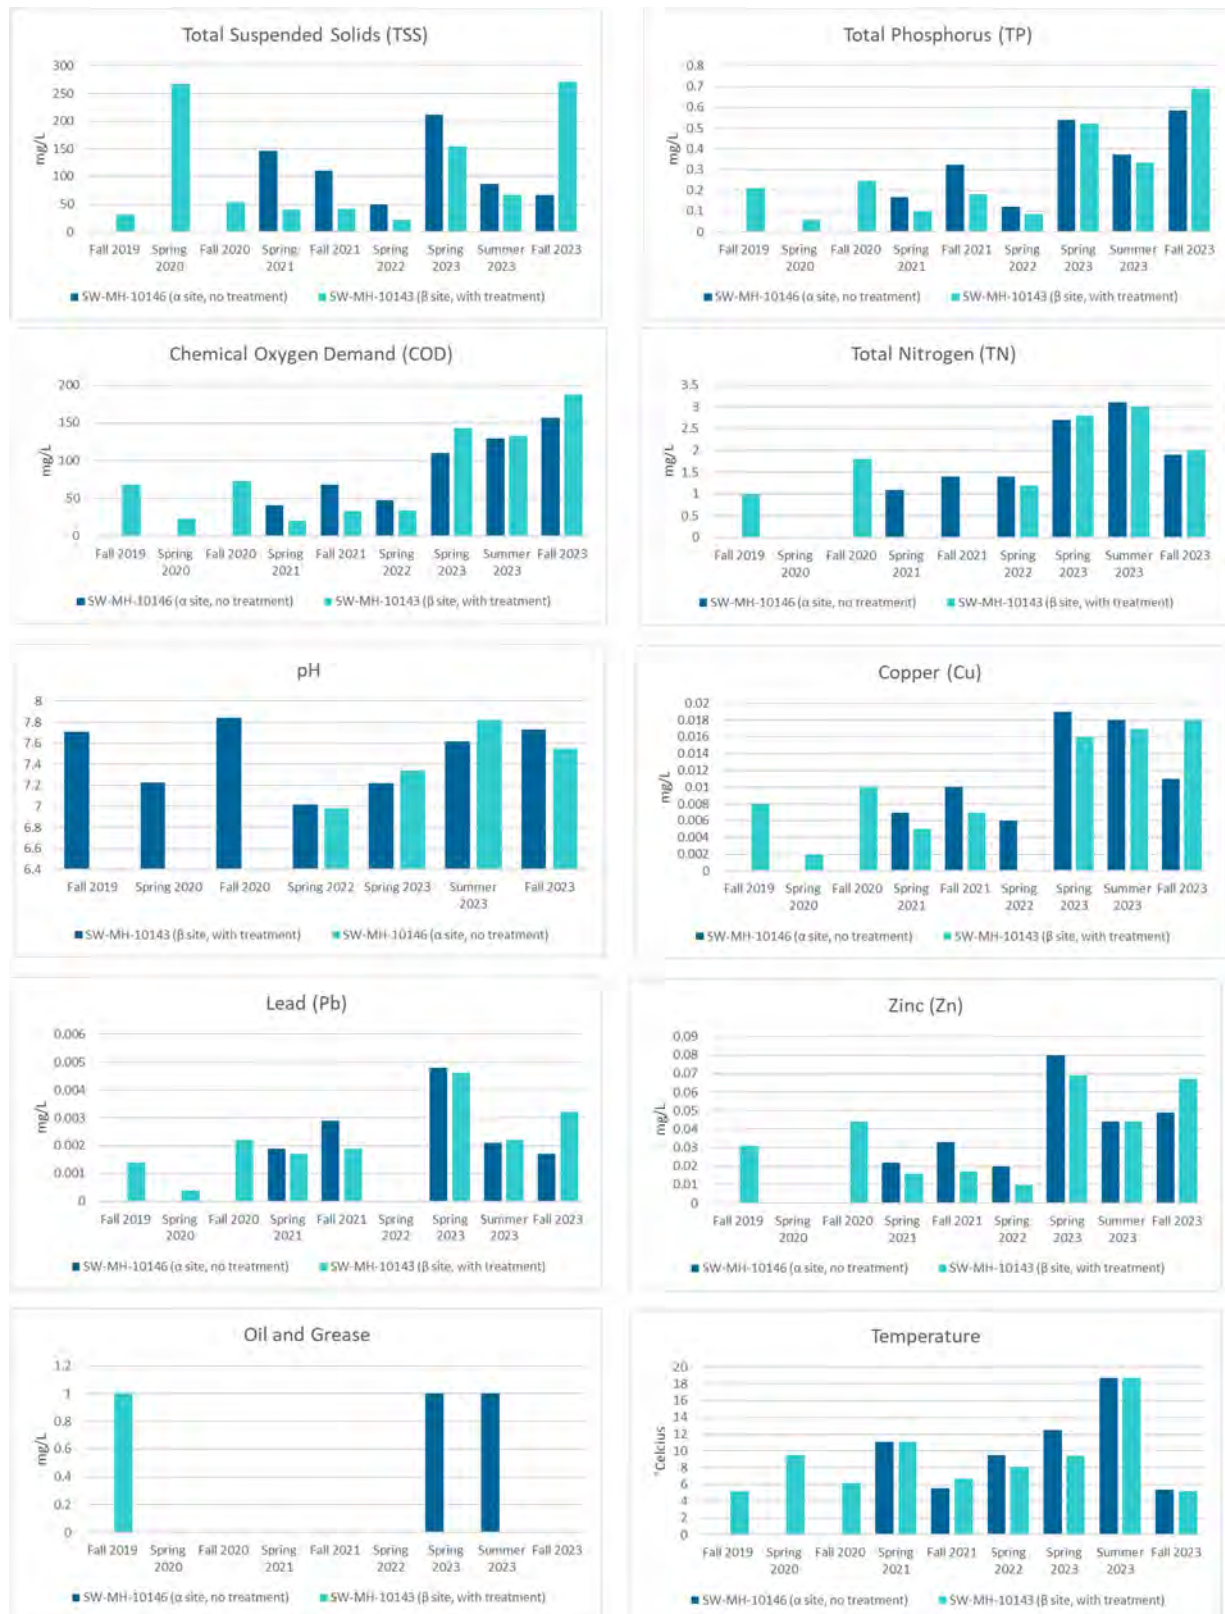 Total Suspended Solids (TSS)
300
250
200
150
100
50
0
mg/L
Fall 2019 Spring 2020 Fall 2020 Spring 2021 Fall 2021 Spring 2022 Spring 2023 Summer 2023 Fall 2023
SW-MH-10146 (α site, no treatment) SW-MH-10143 (β site, with treatment)
Total Phosphorus (TP)
0.8
0.7
0.6
0.5
0.4
0.3
0.2
0.1
0
mg/L
Fall 2019 Spring 2020 Fall 2020 Spring 2021 Fall 2021 Spring 2022 Spring 2023 Summer 2023 Fall 2023
SW-MH-10146 (α site, no treatment) SW-MH-10143 (β site, with treatment)
Chemical Oxygen Demand (COD)
200
150
100
50
0
mg/L
Fall 2019 Spring 2020 Fall 2020 Spring 2021 Fall 2021 Spring 2022 Spring 2023 Summer 2023 Fall 2023
SW-MH-10146 (α site, no treatment) SW-MH-10143 (β site, with treatment)
Total Nitrogen (TN)
3.5
3
2.5
2
1.5
1
0.5
0
mg/L
Fall 2019 Spring 2020 Fall 2020 Spring 2021 Fall 2021 Spring 2022 Spring 2023 Summer 2023 Fall 2023
SW-MH-10146 (α site, no treatment) SW-MH-10143 (β site, with treatment)
pH
8
7.8
7.6
7.4
7.2
7
6.8
6.6
6.4
Fall 2019 Spring 2020 Fall 2020 Spring 2022 Spring 2023 Summer 2023 Fall 2023
SW-MH-10143 (β site, with treatment) SW-MH-10146 (α site, no treatment)
Copper (Cu)
0.02
0.018
0.016
0.014
0.012
0.01
0.008
0.006
0.004
0.002
0
mg/L
Fall 2019 Spring 2020 Fall 2020 Spring 2021 Fall 2021 Spring 2022 Spring 2023 Summer 2023 Fall 2023
SW-MH-10146 (α site, no treatment) SW-MH-10143 (β site, with treatment)
Lead (Pb)
0.006
0.005
0.004
0.003
0.002
0.001
0
mg/L
Fall 2019 Spring 2020 Fall 2020 Spring 2021 Fall 2021 Spring 2022 Spring 2023 Summer 2023 Fall 2023
SW-MH-10146 (α site, no treatment) SW-MH-10143 (β site, with treatment)
Zinc (Zn)
0.09
0.08
0.07
0.06
0.05
0.04
0.03
0.02
0.01
0
mg/L
Fall 2019 Spring 2020 Fall 2020 Spring 2021 Fall 2021 Spring 2022 Spring 2023 Summer 2023 Fall 2023
SW-MH-10146 (α site, no treatment) SW-MH-10143 (β site, with treatment)
Oil and Grease
1.2
1
0.8
0.6
0.4
0.2
0
mg/L
Fall 2019 Spring 2020 Fall 2020 Spring 2021 Fall 2021 Spring 2022 Spring 2023 Summer 2023 Fall 2023
SW-MH-10146 (α site, no treatment) SW-MH-10143 (β site, with treatment)
Temperature
20
18
16
14
12
10
8
6
4
2
0
°Celcius
Fall 2019 Spring 2020 Fall 2020 Spring 2021 Fall 2021 Spring 2022 Spring 2023 Summer 2023 Fall 2023
SW-MH-10146 (α site, no treatment) SW-MH-10143 (β site, with treatment)